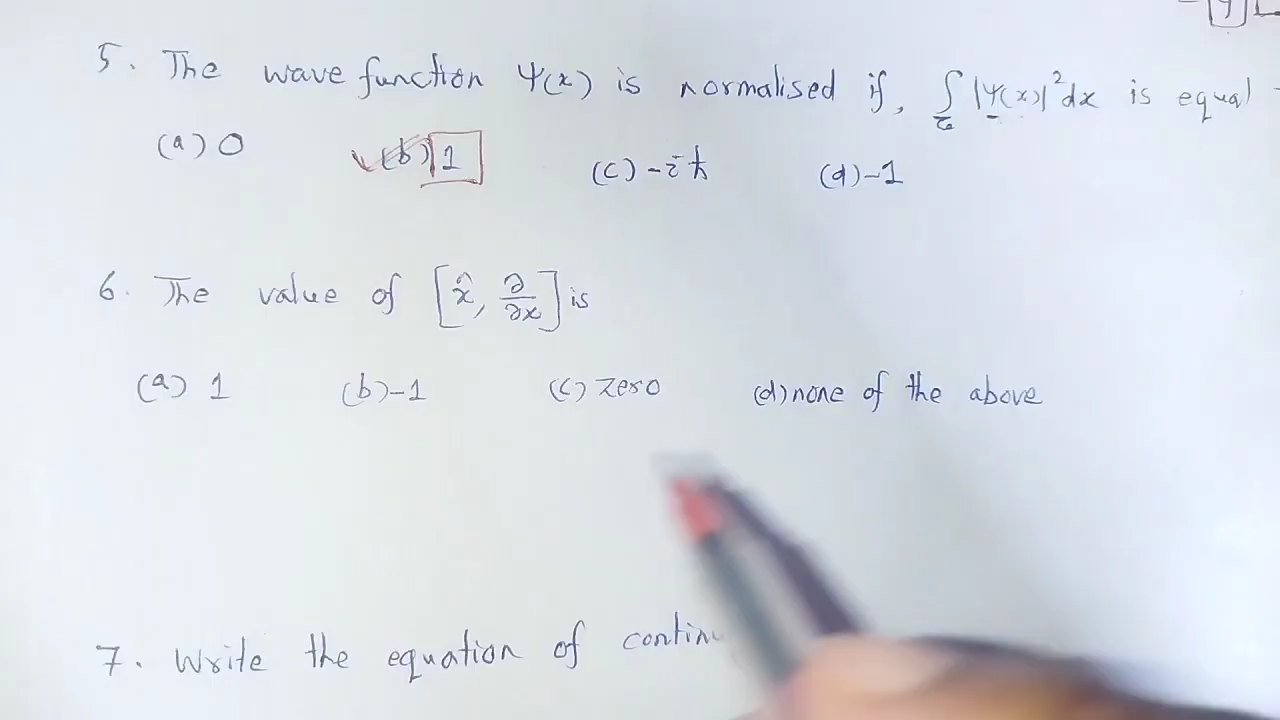 5. The wave function Ψ(x) is normalised if, ∫ |Ψ(x)|² dx is equal
(a) 0 (b) 1 (c) -iħ (d) -1
6. The value of [x̂, ∂/∂x] is
(a) 1 (b) -1 (c) zero (d) none of the above
7. Write the equation of